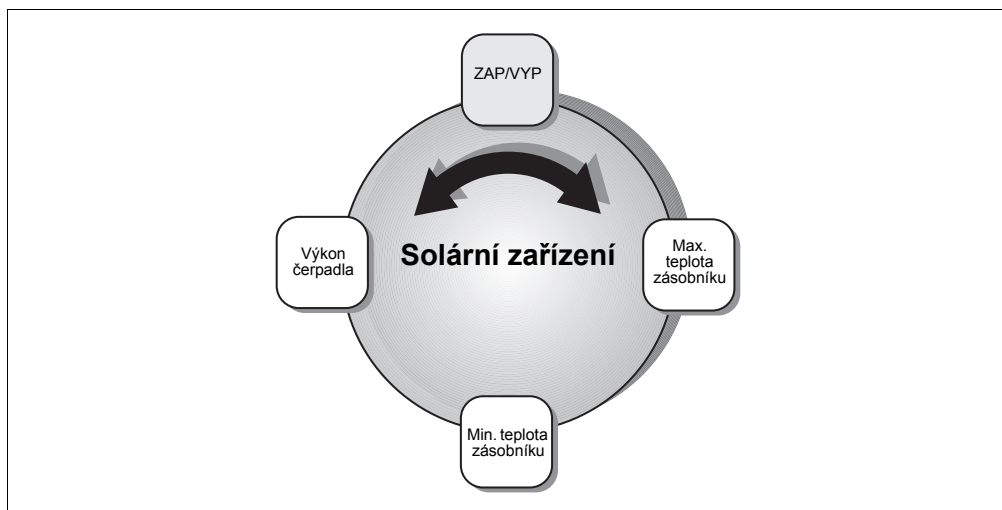 ZAP/VYP
Výkon
čerpadla
Solární zařízení
Max.
teplota
zásobníku
Min. teplota
zásobníku